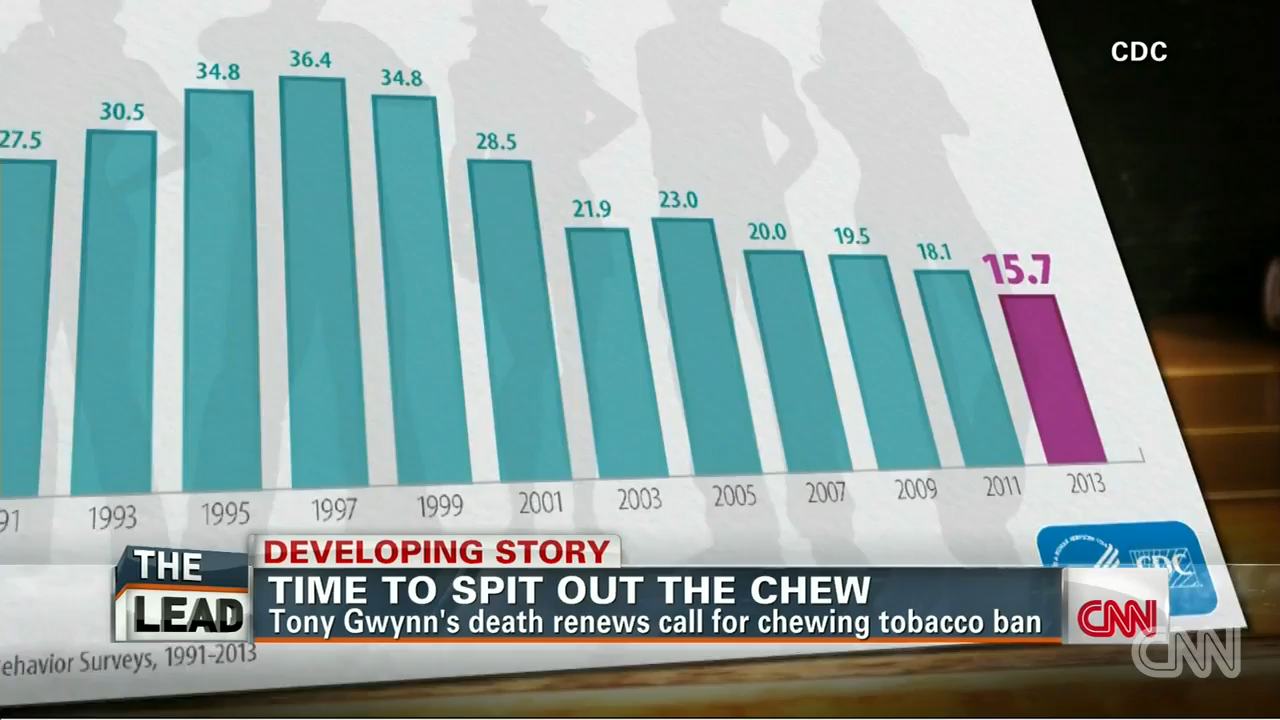 CDC
36.4
34.8
34.8
30.5
27.5
28.5
21.9
23.0
20.0
19.5
18.1
15.7
91 1993 1995 1997 1999 2001 2003 2005 2007 2009 2011 2013
CDC
DEVELOPING STORY
THE
LEAD
TIME TO SPIT OUT THE CHEW
Tony Gwynn's death renews call for chewing tobacco ban
CNN
CNN
ehavior Surveys, 1991-2013